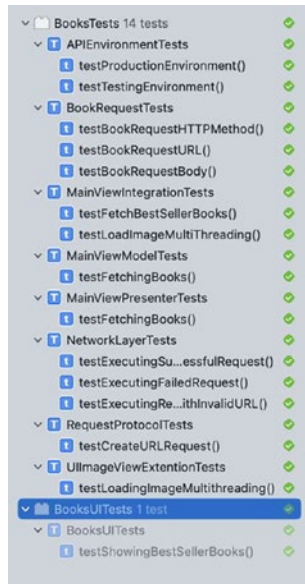 BooksTests 14 tests
T APIEnvironmentTests
t testProductionEnvironment()
t testTestingEnvironment()
T BookRequestTests
t testBookRequestHTTPMethod()
t testBookRequestURL()
t testBookRequestBody()
T MainViewIntegrationTests
t testFetchBestSellerBooks()
t testLoadImageMultiThreading()
T MainViewModelTests
t testFetchingBooks()
T MainViewPresenterTests
t testFetchingBooks()
T NetworkLayerTests
t testExecutingSu...essfulRequest()
t testExecutingFailedRequest()
t testExecutingRe...ithInvalidURL()
T RequestProtocolTests
t testCreateURLRequest()
T UIImageViewExtentionTests
t testLoadingImageMultithreading()
BooksUITests 1 test
T BooksUITests
t testShowingBestSellerBooks()